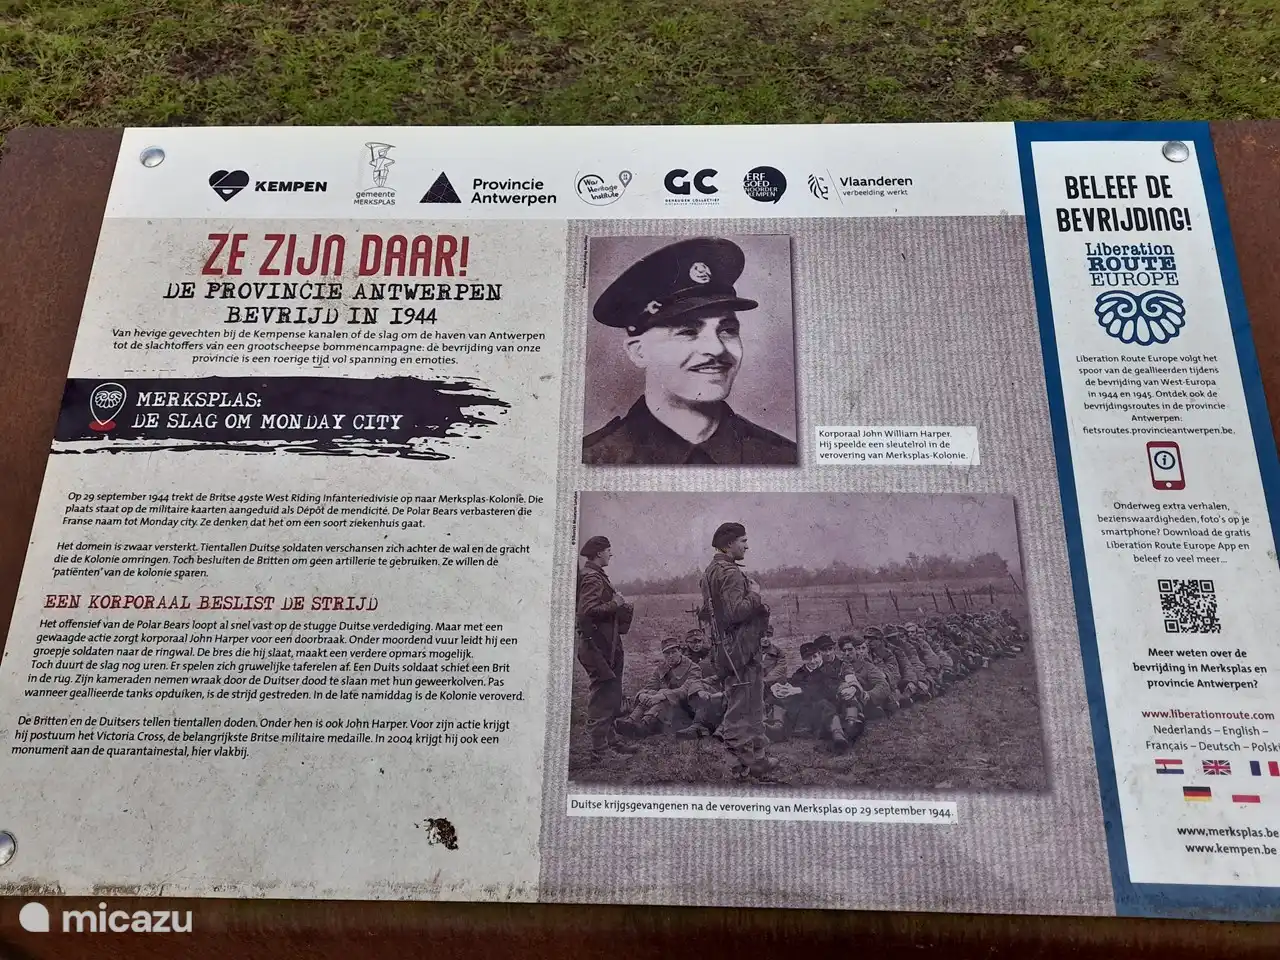 KEMPEN
gemeente
MERKSPLAS
Provincie
Antwerpen
War
Heritage
Institute
GC
GEHEUGEN COLLECTIEF
ERF
GOED
NOORDER
KEMPEN
Vlaanderen
verbeelding werkt
ZE ZIJN DAAR!
DE PROVINCIE ANTWERPEN
BEVRIJD IN 1944
Van hevige gevechten bij de Kempense kanalen of de slag om de haven van Antwerpen
tot de slachtoffers van een grootscheepse bommencampagne: de bevrijding van onze
provincie is een roerige tijd vol spanning en emoties.
MERKSPLAS:
DE SLAG OM MONDAY CITY
Op 29 september 1944 trekt de Britse 49ste West Riding Infanteriedivisie op naar Merksplas-Kolonie. Die
plaats staat op de militaire kaarten aangeduid als Dépôt de mendicité. De Polar Bears verbasteren die
Franse naam tot Monday city. Ze denken dat het om een soort ziekenhuis gaat.
Het domein is zwaar versterkt. Tientallen Duitse soldaten verschansen zich achter de wal en de gracht
die de Kolonie omringen. Toch besluiten de Britten om geen artillerie te gebruiken. Ze willen de
'patiënten' van de kolonie sparen.
EEN KORPORAAL BESLIST DE STRIJD
Het offensief van de Polar Bears loopt al snel vast op de stugge Duitse verdediging. Maar met een
gewaagde actie zorgt korporaal John Harper voor een doorbraak. Onder moordend vuur leidt hij een
groepje soldaten naar de ringwal. De bres die hij slaat, maakt een verdere opmars mogelijk.
Toch duurt de slag nog uren. Er spelen zich gruwelijke taferelen af. Een Duits soldaat schiet een Brit
in de rug. Zijn kameraden nemen wraak door de Duitser dood te slaan met hun geweerkolven. Pas
wanneer geallieerde tanks opduiken, is de strijd gestreden. In de late namiddag is de Kolonie veroverd.
De Britten en de Duitsers tellen tientallen doden. Onder hen is ook John Harper. Voor zijn actie krijgt
hij postuum het Victoria Cross, de belangrijkste Britse militaire medaille. In 2004 krijgt hij ook een
monument aan de quarantainestal, hier vlakbij.
Korporaal John William Harper.
Hij speelde een sleutelrol in de
verovering van Merksplas-Kolonie.
Duitse krijgsgevangenen na de verovering van Merksplas op 29 september 1944.
BELEEF DE
BEVRIJDING!
Liberation
ROUTE
EUROPE
Liberation Route Europe volgt het
spoor van de geallieerden tijdens
de bevrijding van West-Europa
in 1944 en 1945. Ontdek ook de
bevrijdingsroutes in de provincie
Antwerpen:
fietsroutes.provincieantwerpen.be.
Onderweg extra verhalen,
bezienswaardigheden, foto's op je
smartphone? Download de gratis
Liberation Route Europe App en
beleef zo veel meer...
Meer weten over de
bevrijding in Merksplas en
provincie Antwerpen?
www.liberationroute.com
Nederlands – English –
Français – Deutsch – Polski
www.merksplas.be
www.kempen.be
micazu